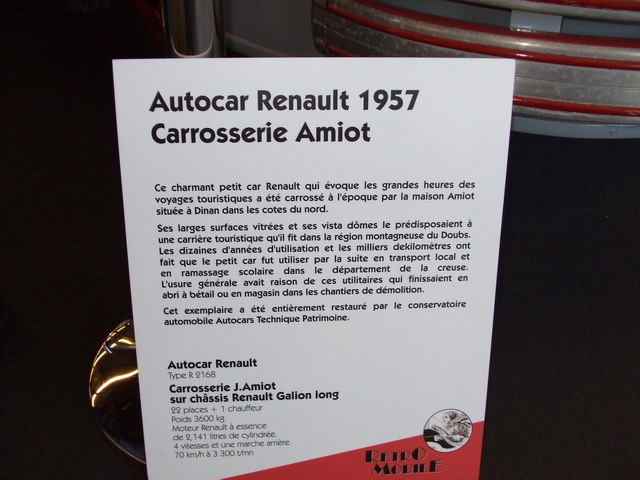 Autocar Renault 1957
Carrosserie Amiot
Ce charmant petit car Renault qui évoque les grandes heures des
voyages touristiques a été carrossé à l'époque par la maison Amiot
située à Dinan dans les cotes du nord.
Ses larges surfaces vitrées et ses vista dômes le prédisposaient à
une carrière touristique qu'il fit dans la région montagneuse du Doubs.
Les dizaines d'années d'utilisation et les milliers dekilomètres ont
fait que le petit car fut utiliser par la suite en transport local et
en ramassage scolaire dans le département de la creuse.
L'usure générale avait raison de ces utilitaires qui finissaient en
abri à bétail ou en magasin dans les chantiers de démolition.
Cet exemplaire a été entièrement restauré par le conservatoire
automobile Autocars Technique Patrimoine.
Autocar Renault
Type R 2168
Carrosserie J.Amiot
sur châssis Renault Galion long
22 places + 1 chauffeur
Poids 3600 kg
Moteur Renault à essence
de 2,141 litres de cylindrée.
4 vitesses et une marche arrière
70 km/h à 3 300 t/mn
RETRO
MOBILE